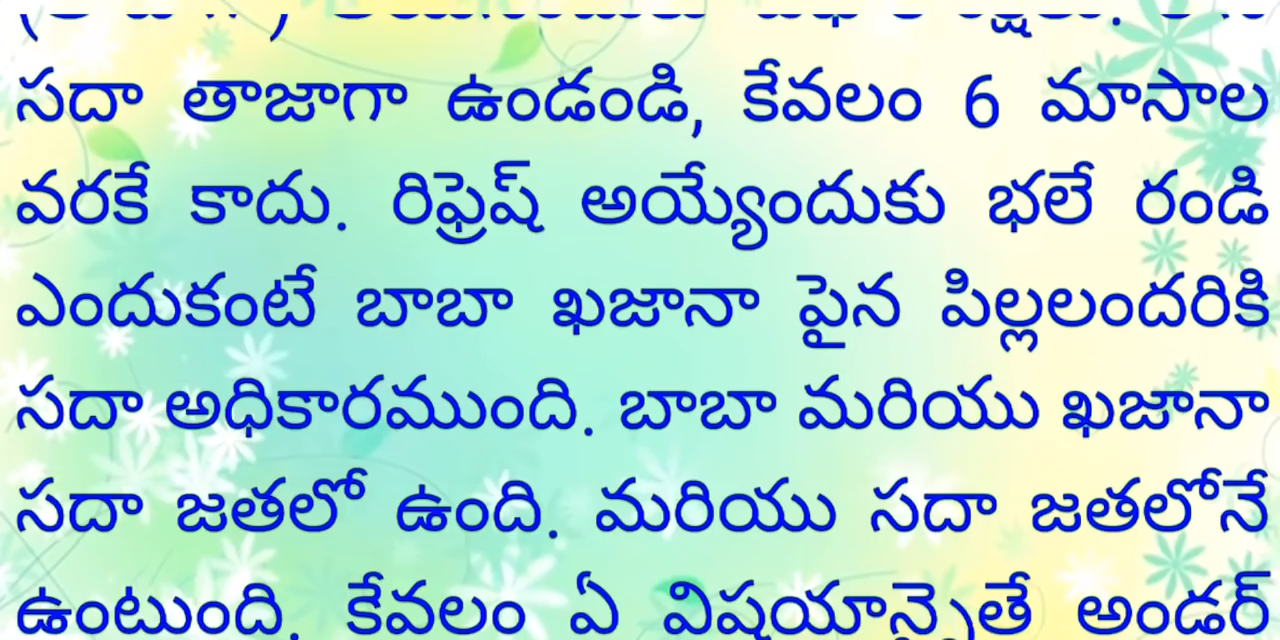 సదా తాజాగా ఉండండి, కేవలం 6 మాసాల
వరకే కాదు. రిఫ్రెష్ అయ్యేందుకు భలే రండి
ఎందుకంటే బాబా ఖజానా పైన పిల్లలందరికి
సదా అధికారముంది. బాబా మరియు ఖజానా
సదా జతలో ఉంది. మరియు సదా జతలోనే
ఉంటుంది. కేవలం ఏ విషయాన్నైతే అండర్